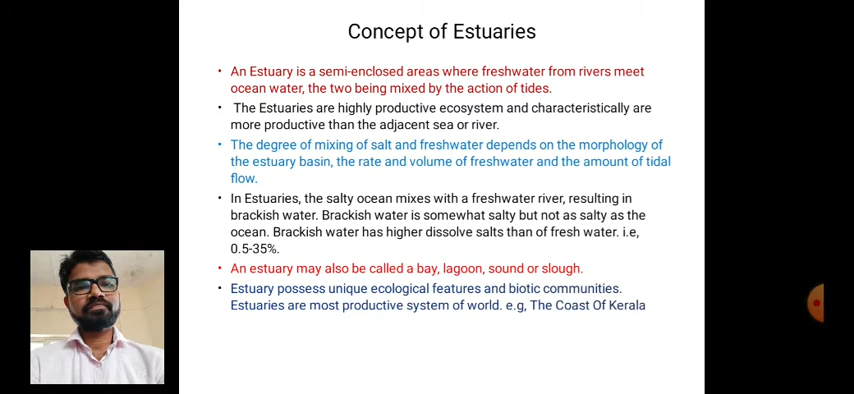 Concept of Estuaries
• An Estuary is a semi-enclosed areas where freshwater from rivers meet
ocean water, the two being mixed by the action of tides.
• The Estuaries are highly productive ecosystem and characteristically are
more productive than the adjacent sea or river.
• The degree of mixing of salt and freshwater depends on the morphology of
the estuary basin, the rate and volume of freshwater and the amount of tidal
flow.
• In Estuaries, the salty ocean mixes with a freshwater river, resulting in
brackish water. Brackish water is somewhat salty but not as salty as the
ocean. Brackish water has higher dissolve salts than of fresh water. i.e,
0.5-35%.
• An estuary may also be called a bay, lagoon, sound or slough.
• Estuary possess unique ecological features and biotic communities.
Estuaries are most productive system of world. e.g, The Coast Of Kerala